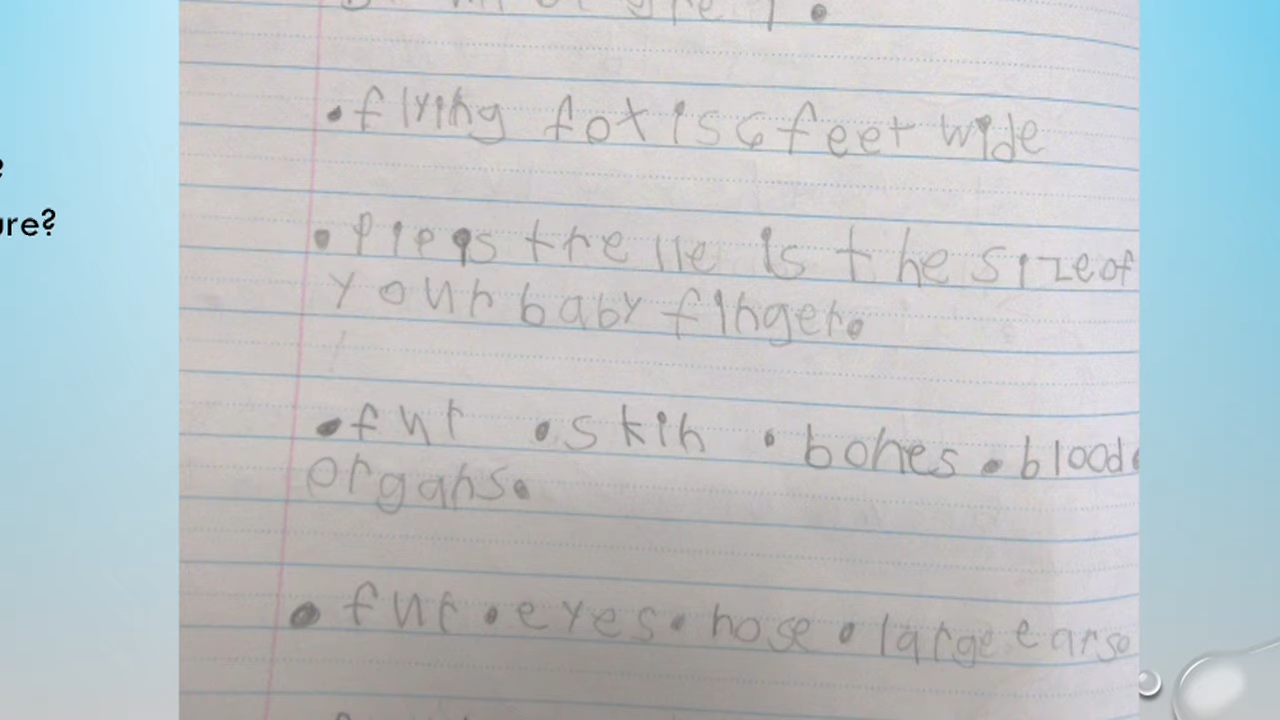 ure?
• flying fox is 6 feet wide
• Pipistrelle is the size of
your baby finger.
• fur • skin • bones • blood
organs.
• fur • eyes • nose • large ears